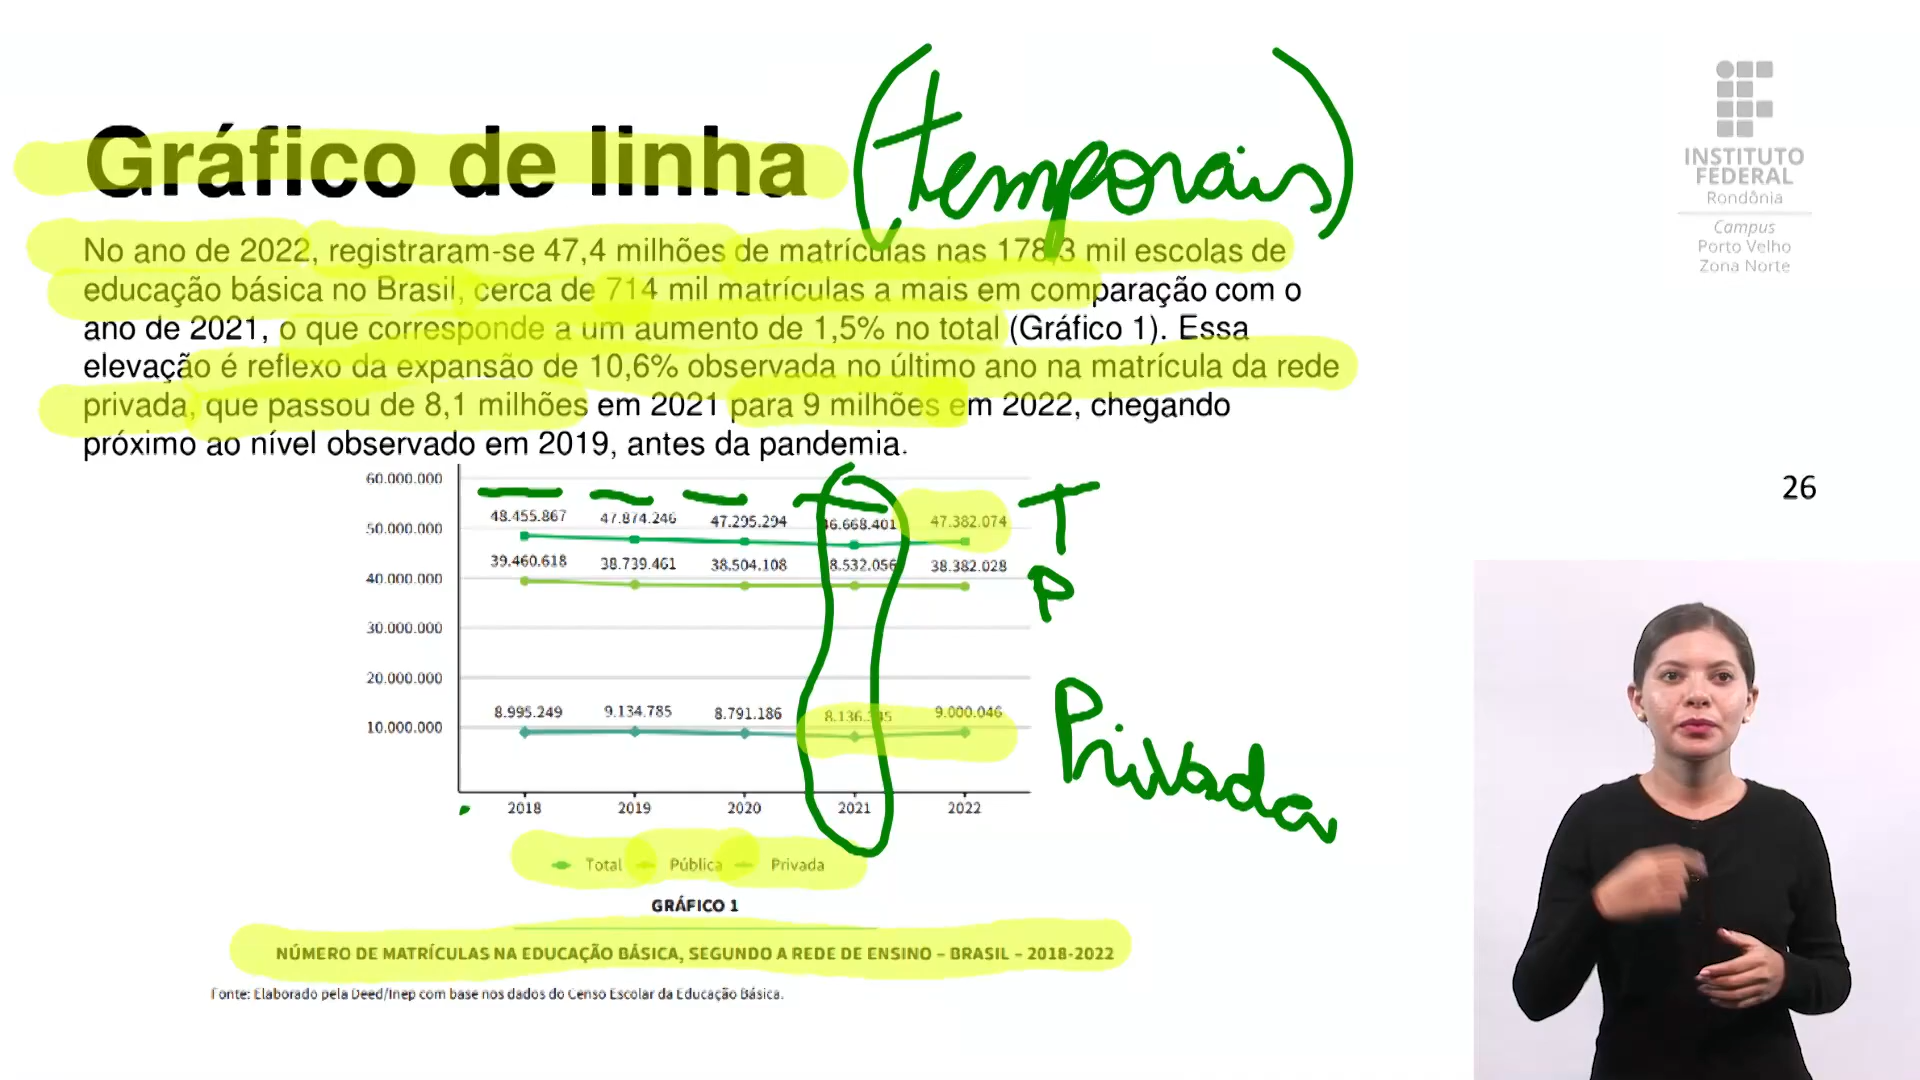 Gráfico de linha (temporais)
INSTITUTO
FEDERAL
Rondônia
Campus
Porto Velho
Zona Norte
No ano de 2022, registraram-se 47,4 milhões de matrículas nas 178,3 mil escolas de
educação básica no Brasil, cerca de 714 mil matrículas a mais em comparação com o
ano de 2021, o que corresponde a um aumento de 1,5% no total (Gráfico 1). Essa
elevação é reflexo da expansão de 10,6% observada no último ano na matrícula da rede
privada, que passou de 8,1 milhões em 2021 para 9 milhões em 2022, chegando
próximo ao nível observado em 2019, antes da pandemia.
26
60.000.000
48.455.867 47.874.246 47.295.294 46.668.401 47.382.074 T
50.000.000
39.460.618 38.739.461 38.504.108 8.532.056 38.382.028 P
40.000.000
30.000.000
20.000.000
8.995.249 9.134.785 8.791.186 9.000.046 Privada
10.000.000
2018 2019 2020 2021 2022
Total Pública Privada
GRÁFICO 1
NÚMERO DE MATRÍCULAS NA EDUCAÇÃO BÁSICA, SEGUNDO A REDE DE ENSINO – BRASIL – 2018-2022
Fonte: Elaborado pela Deed/Inep com base nos dados do Censo Escolar da Educação Básica.